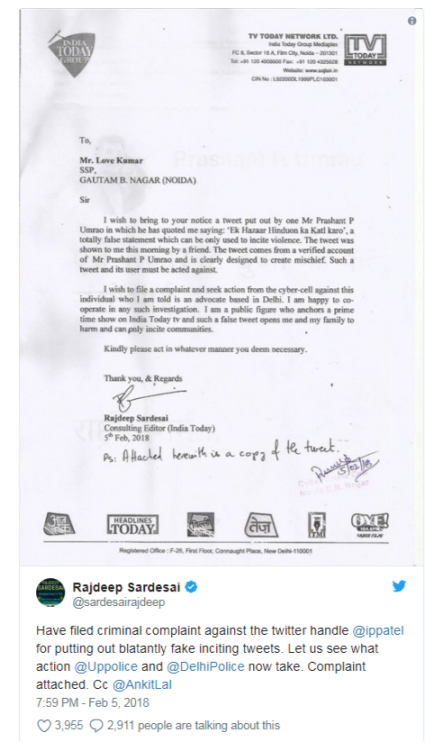 INDIA
TODAY
GROUP
TV TODAY NETWORK LTD.
India Today Group Mediaplex
FC 8, Sector 16 A, Film City, Noida – 201301
Website: www.aajtak.in
TV
TODAY
NETWORK
To,
Mr. Love Kumar
SSP,
GAUTAM B. NAGAR (NOIDA)
Sir
I wish to bring to your notice a tweet put out by one Mr Prashant P
Umrao in which he has quoted me saying: 'Ek Hazaar Hinduon ka Katl karo', a
totally false statement which can be only used to incite violence. The tweet was
shown to me this morning by a friend. The tweet comes from a verified account
of Mr Prashant P Umrao and is clearly designed to create mischief. Such a
tweet and its user must be acted against.
I wish to file a complaint and seek action from the cyber-cell against this
individual who I am told is an advocate based in Delhi. I am happy to co-
operate in any such investigation. I am a public figure who anchors a prime
time show on India Today tv and such a false tweet opens me and my family to
harm and can only incite communities.
Kindly please act in whatever manner you deem necessary.
Thank you, & Regards
Rajdeep Sardesai
Consulting Editor (India Today)
5th Feb, 2018
Ps: Attached herewith is a copy of the tweet.
5/02/18
HEADLINES
TODAY
तेज़
OYE!
Registered Office : F-26, First Floor, Connaught Place, New Delhi-110001
Rajdeep Sardesai
@sardesairajdeep
Have filed criminal complaint against the twitter handle @ippatel
for putting out blatantly fake inciting tweets. Let us see what
action @Uppolice and @DelhiPolice now take. Complaint
attached. Cc @AnkitLal
7:59 PM - Feb 5, 2018
3,955 2,911 people are talking about this